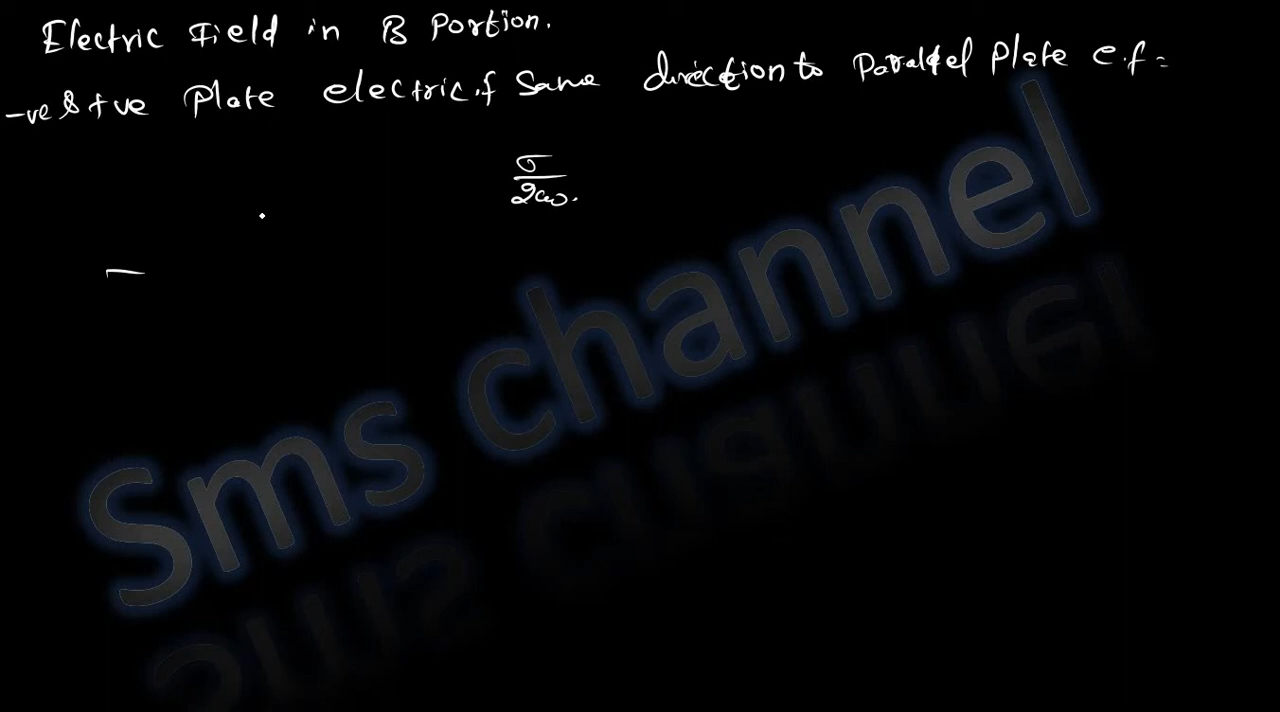 Electric Field in B Portion.
-ve & +ve Plate electric.f Same direction to Parallel Plate e.f =
σ
2ε₀.
Sms channel